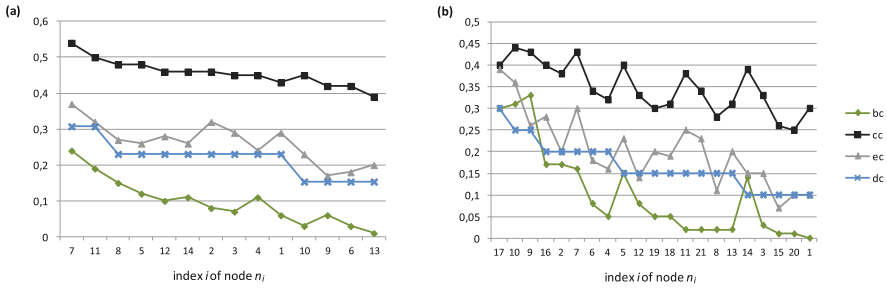 (a)
0,6
0,5
0,4
0,3
0,2
0,1
0
7 11 8 5 12 14 2 3 4 1 10 9 6 13
index i of node ni
(b)
0,5
0,45
0,4
0,35
0,3
0,25
0,2
0,15
0,1
0,05
0
17 10 9 16 2 7 6 4 5 12 19 18 11 21 8 13 14 3 15 20 1
index i of node ni
bc
cc
ec
dc